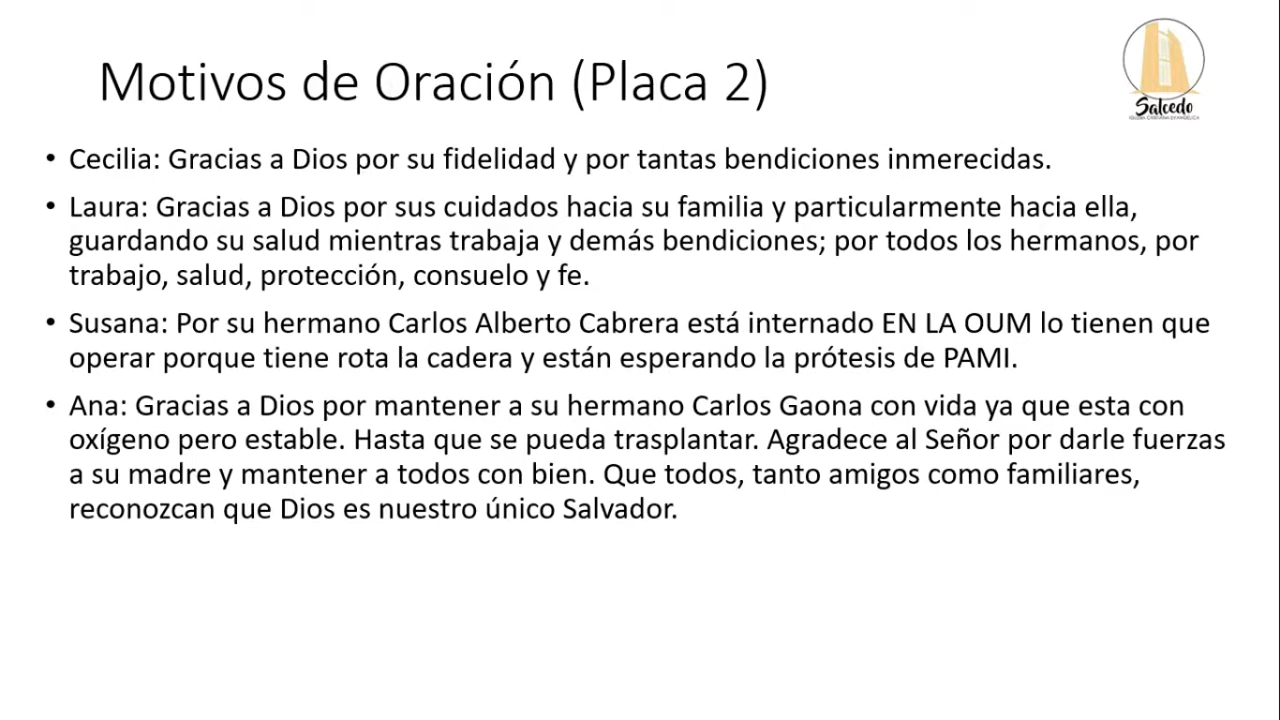 Motivos de Oración (Placa 2)
Salcedo
IGLESIA CRISTIANA EVANGÉLICA
• Cecilia: Gracias a Dios por su fidelidad y por tantas bendiciones inmerecidas.
• Laura: Gracias a Dios por sus cuidados hacia su familia y particularmente hacia ella,
guardando su salud mientras trabaja y demás bendiciones; por todos los hermanos, por
trabajo, salud, protección, consuelo y fe.
• Susana: Por su hermano Carlos Alberto Cabrera está internado EN LA OUM lo tienen que
operar porque tiene rota la cadera y están esperando la prótesis de PAMI.
• Ana: Gracias a Dios por mantener a su hermano Carlos Gaona con vida ya que esta con
oxígeno pero estable. Hasta que se pueda trasplantar. Agradece al Señor por darle fuerzas
a su madre y mantener a todos con bien. Que todos, tanto amigos como familiares,
reconozcan que Dios es nuestro único Salvador.